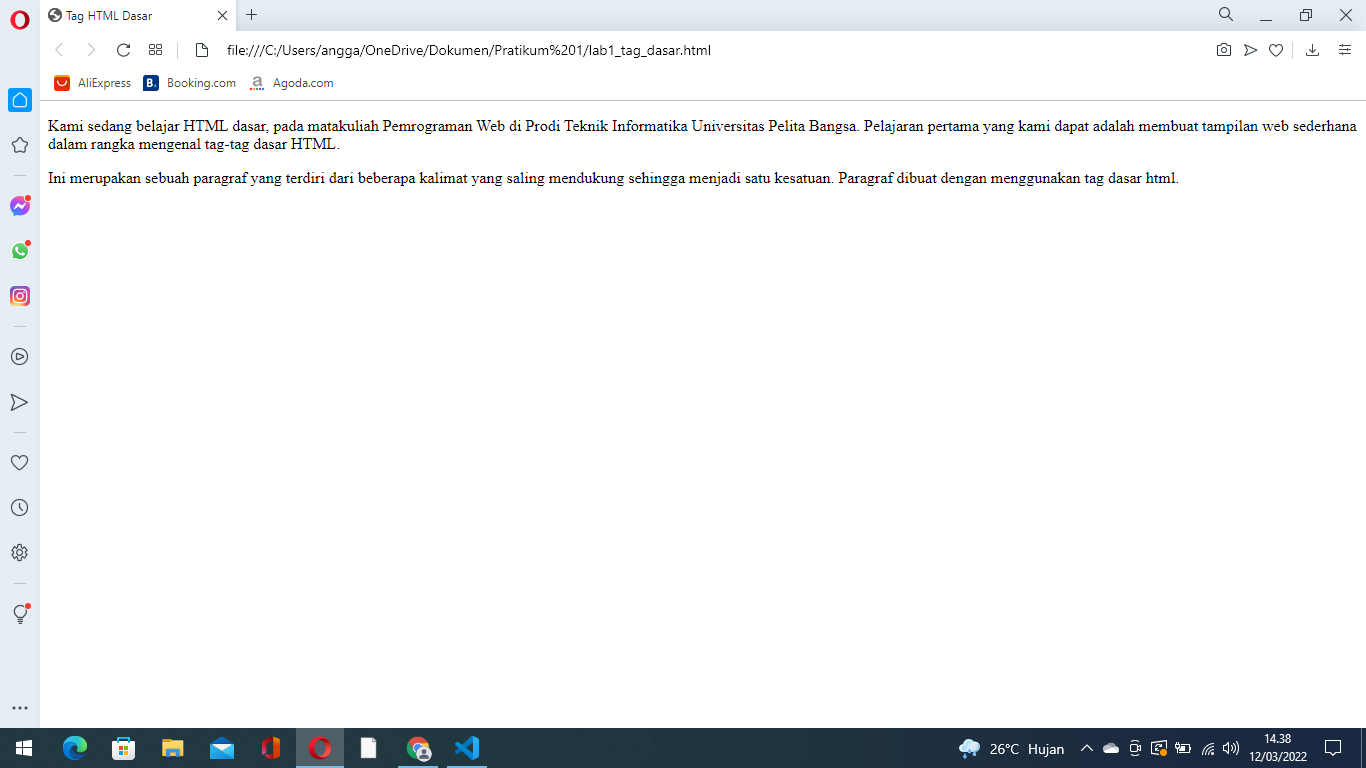 Tag HTML Dasar
file:///C:/Users/angga/OneDrive/Dokumen/Pratikum%201/lab1_tag_dasar.html
AliExpress B. Booking.com a Agoda.com
Kami sedang belajar HTML dasar, pada matakuliah Pemrograman Web di Prodi Teknik Informatika Universitas Pelita Bangsa. Pelajaran pertama yang kami dapat adalah membuat tampilan web sederhana
dalam rangka mengenal tag-tag dasar HTML.
Ini merupakan sebuah paragraf yang terdiri dari beberapa kalimat yang saling mendukung sehingga menjadi satu kesatuan. Paragraf dibuat dengan menggunakan tag dasar html.
26°C Hujan
14.38
12/03/2022